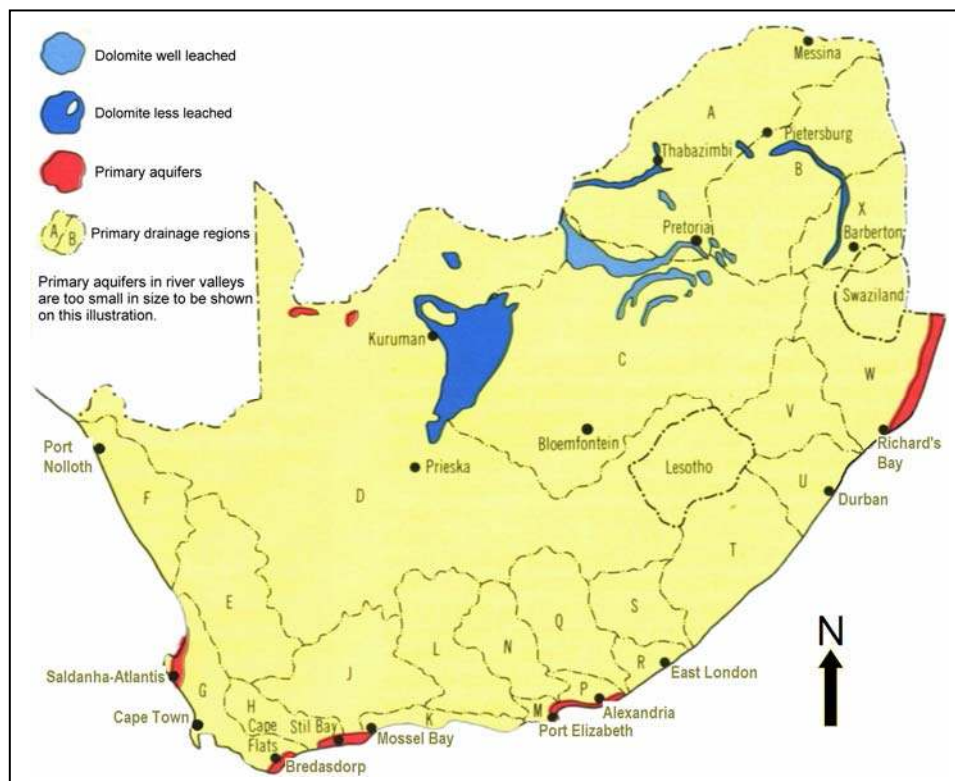 Dolomite well leached
Dolomite less leached
Primary aquifers
A B
Primary drainage regions
Primary aquifers in river valleys
are too small in size to be shown
on this illustration.
Messina
A
Pietersburg
Thabazimbi
B
X
Pretoria
Barberton
Swaziland
Kuruman
C
W
V
Bloemfontein
Richard's
Bay
Port
Nolloth
Prieska
Lesotho
U
Durban
F
D
T
E
S
Q
N
L
J
R
East London
Saldanha-Atlantis
G
H
P
Alexandria
M
Port Elizabeth
Cape Town
Cape
Flats
Stil Bay
K
Mossel Bay
Bredasdorp
N